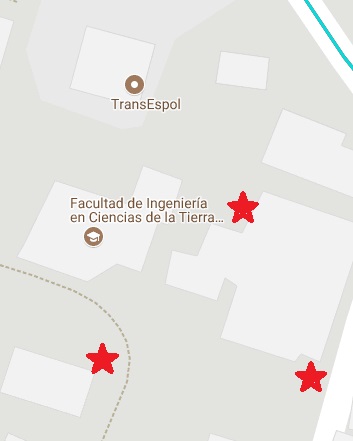 TransEspol
Facultad de Ingeniería
en Ciencias de la Tierra...